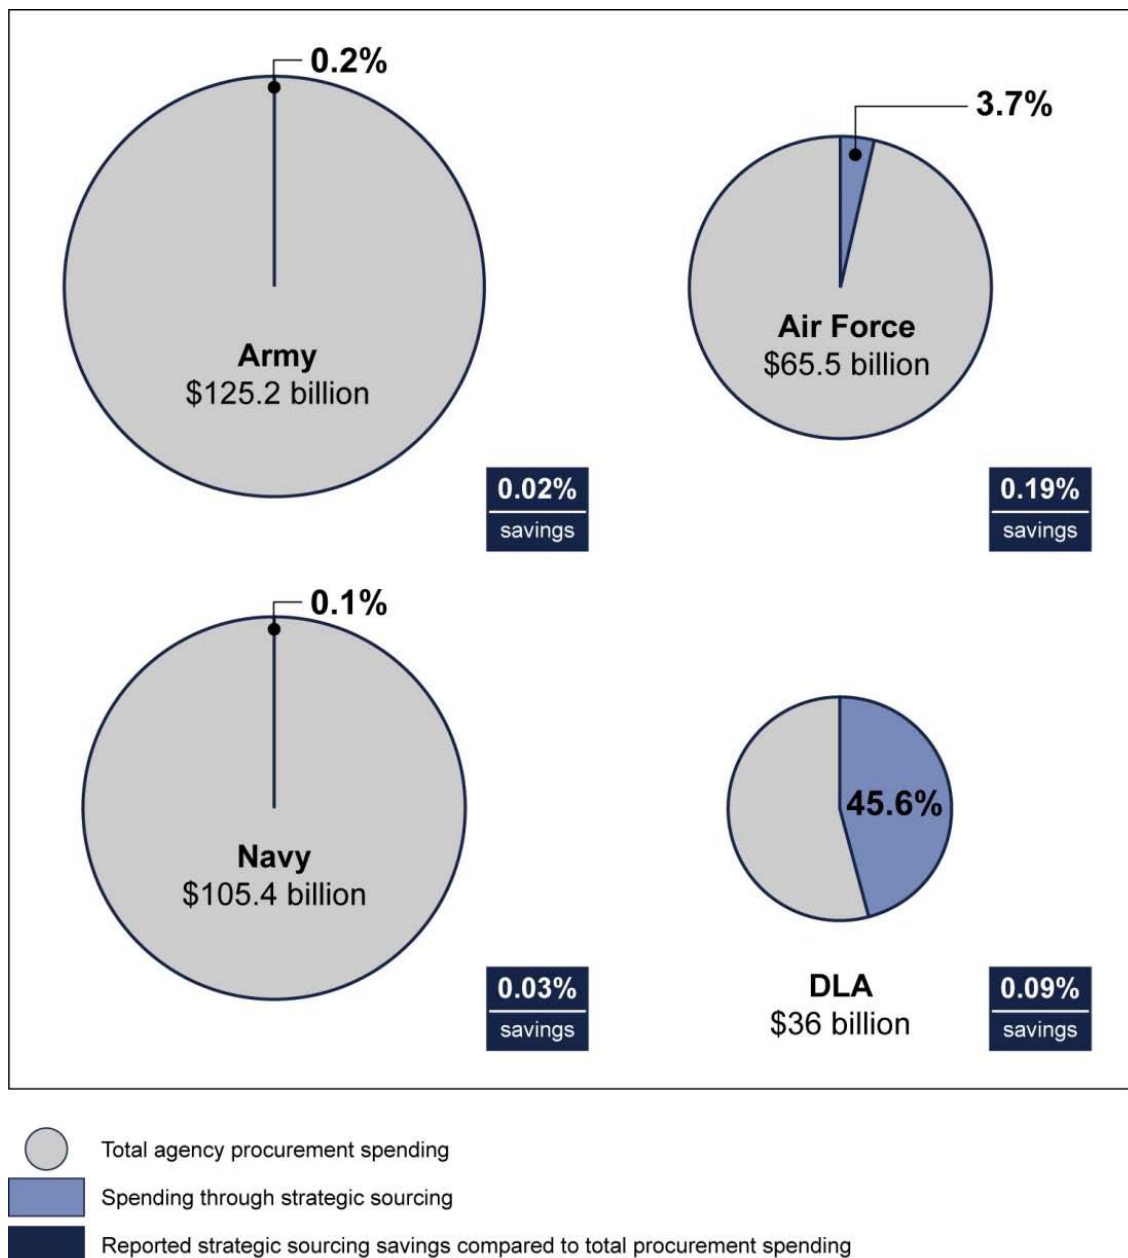 0.2%
3.7%
Army
$125.2 billion
Air Force
$65.5 billion
0.02%
savings
0.19%
savings
0.1%
45.6%
Navy
$105.4 billion
DLA
$36 billion
0.03%
savings
0.09%
savings
Total agency procurement spending
Spending through strategic sourcing
Reported strategic sourcing savings compared to total procurement spending